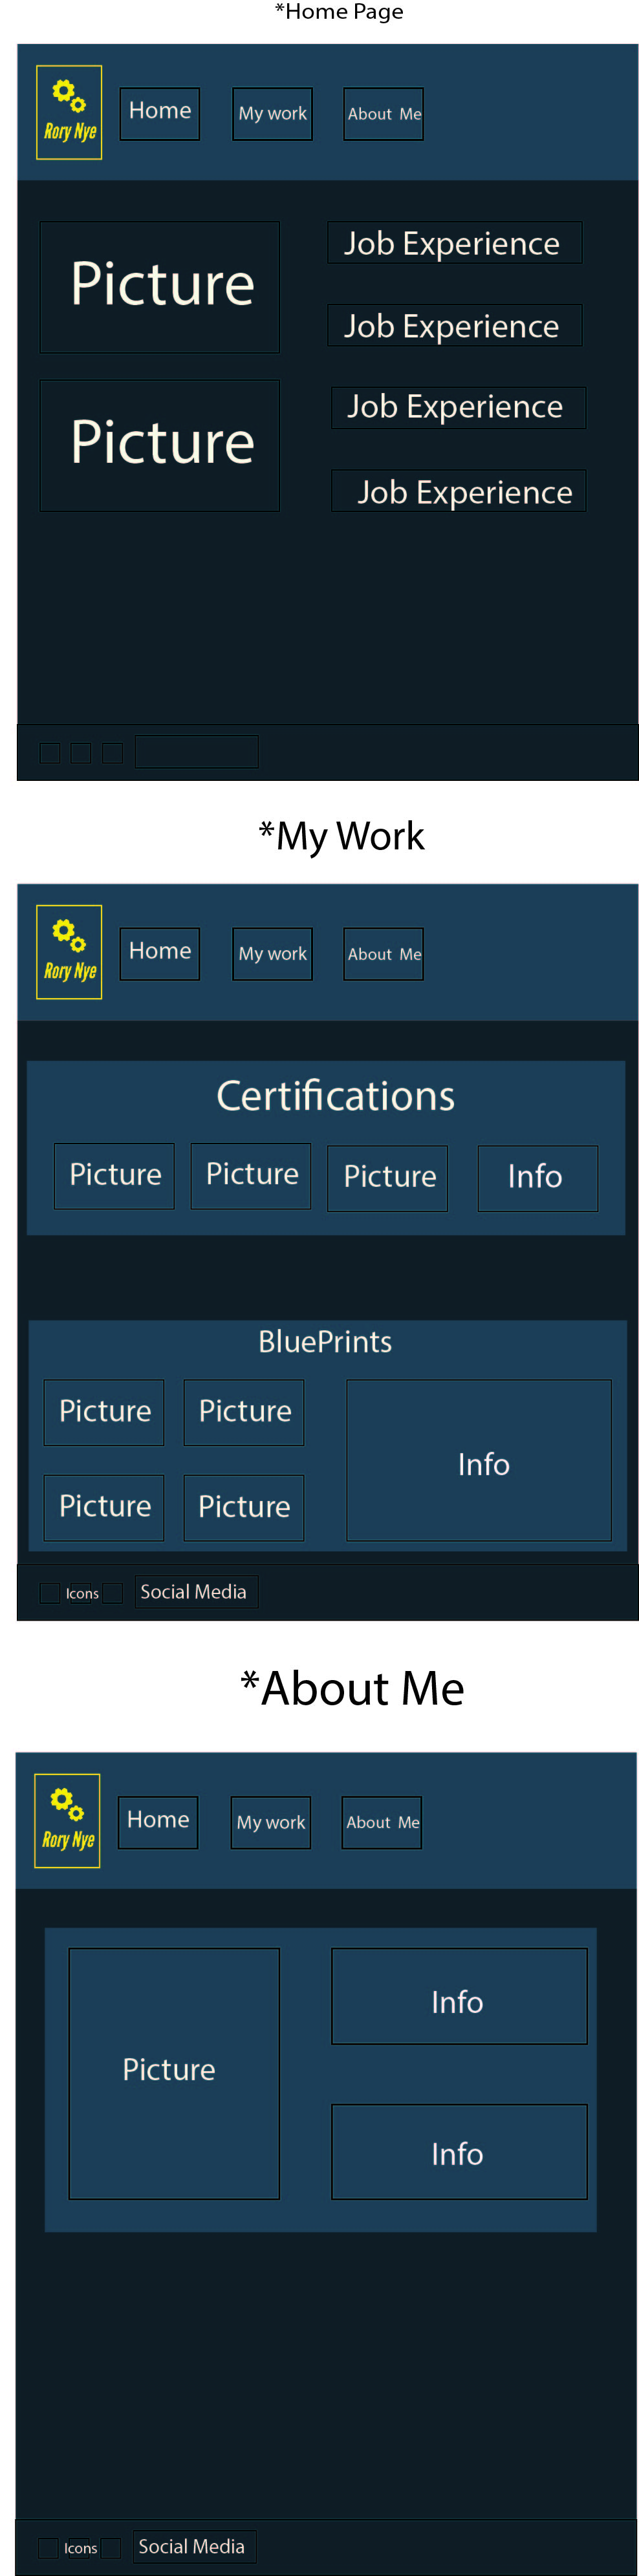 *Home Page
Rory Nye
Home
My work
About Me
Picture
Job Experience
Job Experience
Picture
Job Experience
Job Experience
*My Work
Rory Nye
Home
My work
About Me
Certifications
Picture
Picture
Picture
Info
BluePrints
Picture
Picture
Info
Picture
Picture
Icons
Social Media
*About Me
Rory Nye
Home
My work
About Me
Picture
Info
Info
Icons
Social Media